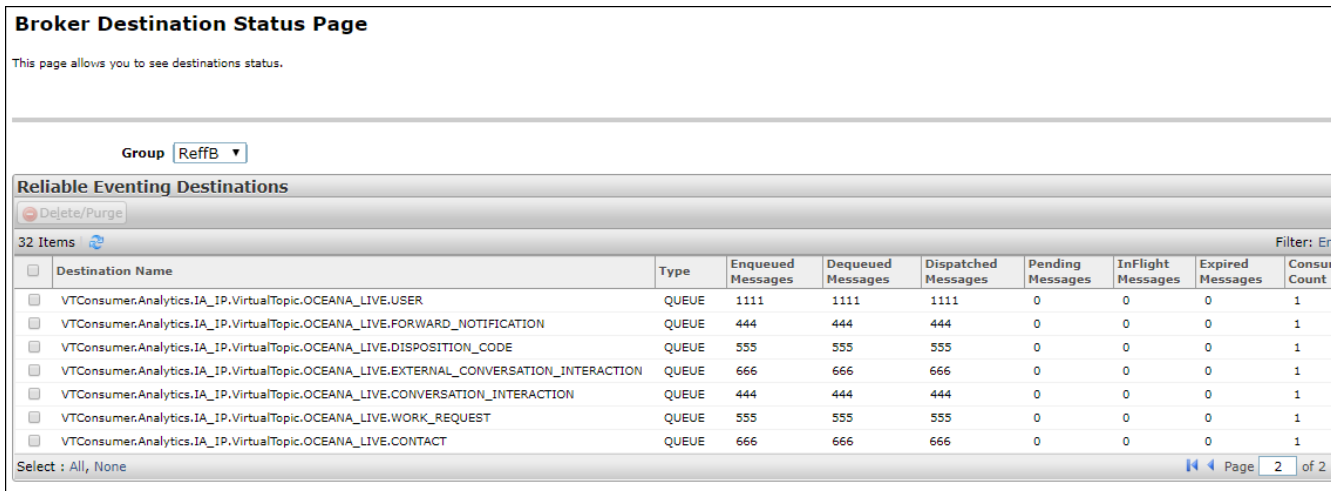 Broker Destination Status Page
This page allows you to see destinations status.
Group ReffB
Reliable Eventing Destinations
Delete/Purge
32 Items Filter: En
Destination Name Type Enqueued Messages Dequeued Messages Dispatched Messages Pending Messages InFlight Messages Expired Messages Consu Count
VTConsumer.Analytics.IA_IP.VirtualTopic.OCEANA_LIVE.USER QUEUE 1111 1111 1111 0 0 0 1
VTConsumer.Analytics.IA_IP.VirtualTopic.OCEANA_LIVE.FORWARD_NOTIFICATION QUEUE 444 444 444 0 0 0 1
VTConsumer.Analytics.IA_IP.VirtualTopic.OCEANA_LIVE.DISPOSITION_CODE QUEUE 555 555 555 0 0 0 1
VTConsumer.Analytics.IA_IP.VirtualTopic.OCEANA_LIVE.EXTERNAL_CONVERSATION_INTERACTION QUEUE 666 666 666 0 0 0 1
VTConsumer.Analytics.IA_IP.VirtualTopic.OCEANA_LIVE.CONVERSATION_INTERACTION QUEUE 444 444 444 0 0 0 1
VTConsumer.Analytics.IA_IP.VirtualTopic.OCEANA_LIVE.WORK_REQUEST QUEUE 555 555 555 0 0 0 1
VTConsumer.Analytics.IA_IP.VirtualTopic.OCEANA_LIVE.CONTACT QUEUE 666 666 666 0 0 0 1
Select : All, None Page 2 of 2